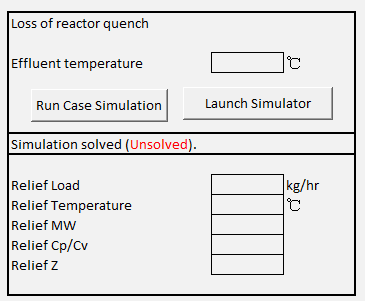 Loss of reactor quench
Effluent temperature ℃
Run Case Simulation Launch Simulator
Simulation solved (Unsolved).
Relief Load kg/hr
Relief Temperature ℃
Relief MW
Relief Cp/Cv
Relief Z